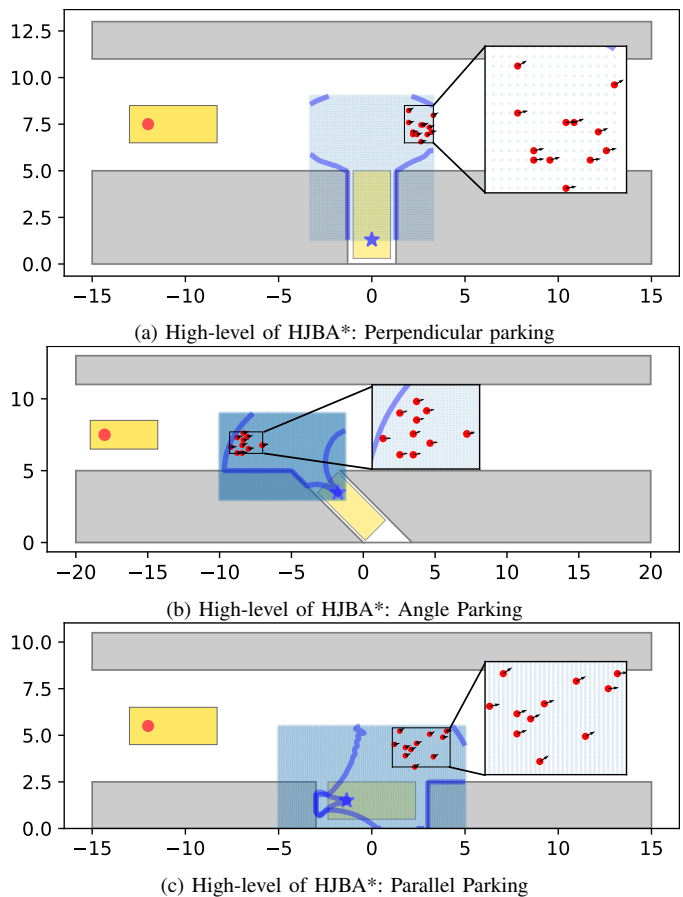 12.5
10.0
7.5
5.0
2.5
0.0
−15 −10 −5 0 5 10 15
(a) High-level of HJBA*: Perpendicular parking
10
5
0
−20 −15 −10 −5 0 5 10 15 20
(b) High-level of HJBA*: Angle Parking
10.0
7.5
5.0
2.5
0.0
−15 −10 −5 0 5 10 15
(c) High-level of HJBA*: Parallel Parking